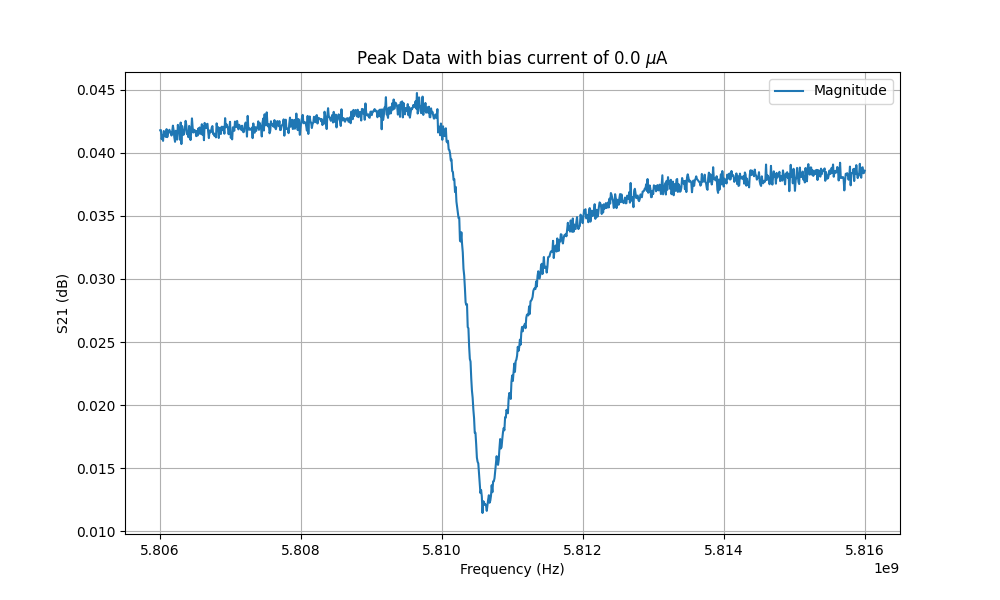 Peak Data with bias current of 0.0 μA
Magnitude
S21 (dB)
0.045
0.040
0.035
0.030
0.025
0.020
0.015
0.010
5.806 5.808 5.810 5.812 5.814 5.816
Frequency (Hz)
1e9